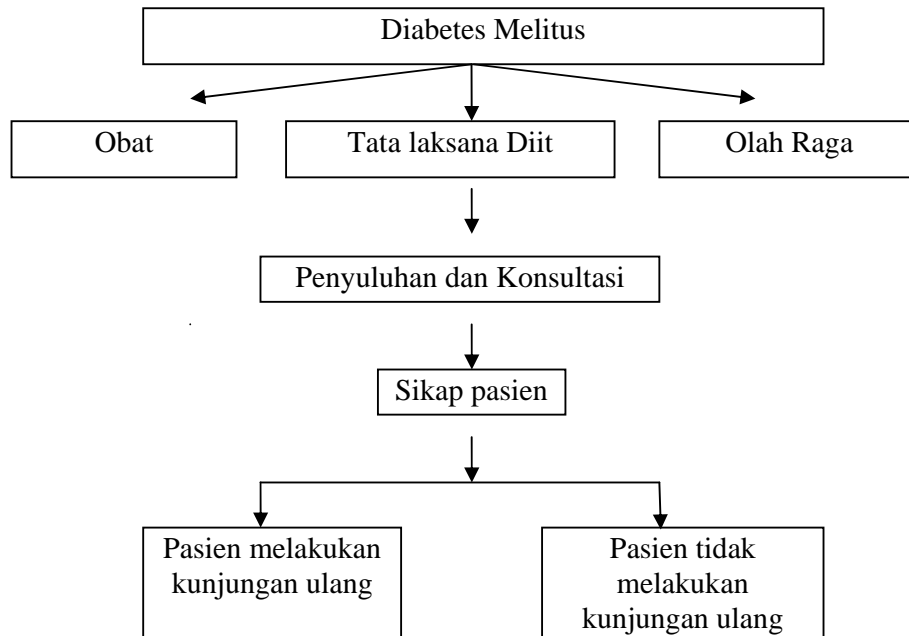 Diabetes Melitus
Obat
Tata laksana Diit
Olah Raga
Penyuluhan dan Konsultasi
Sikap pasien
Pasien melakukan
kunjungan ulang
Pasien tidak
melakukan
kunjungan ulang